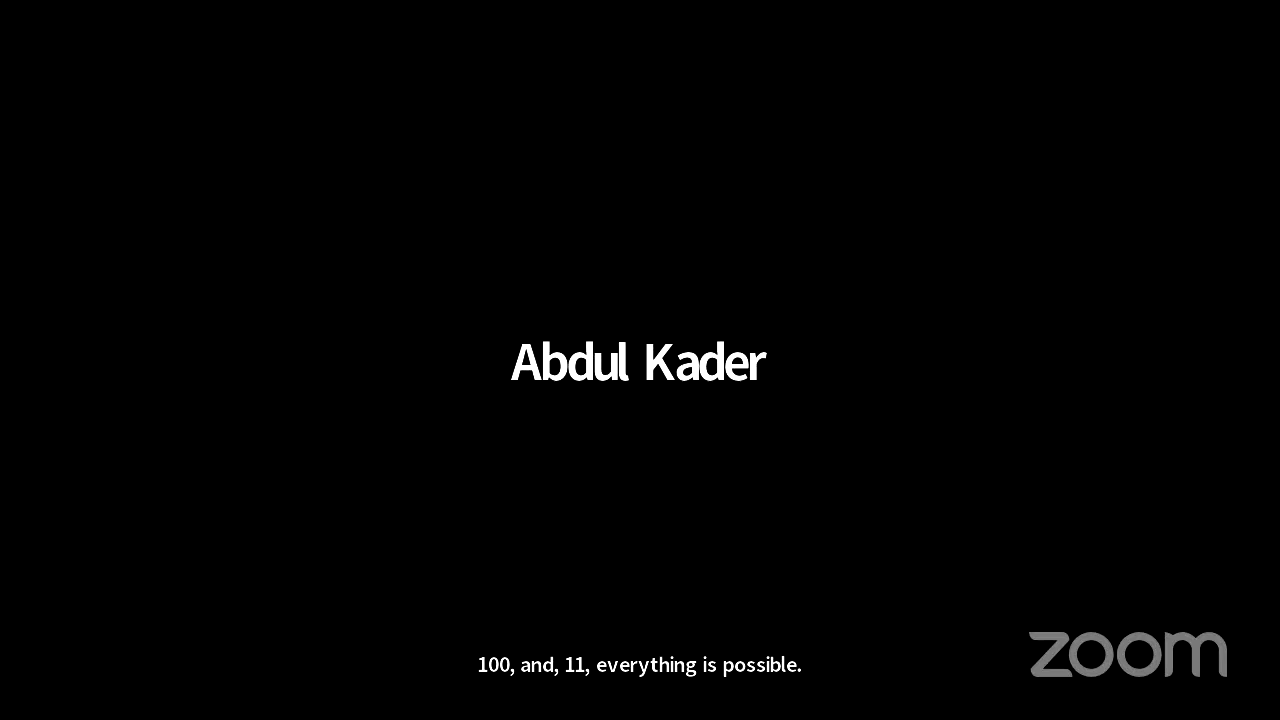 Abdul Kader
100, and, 11, everything is possible.
zoom